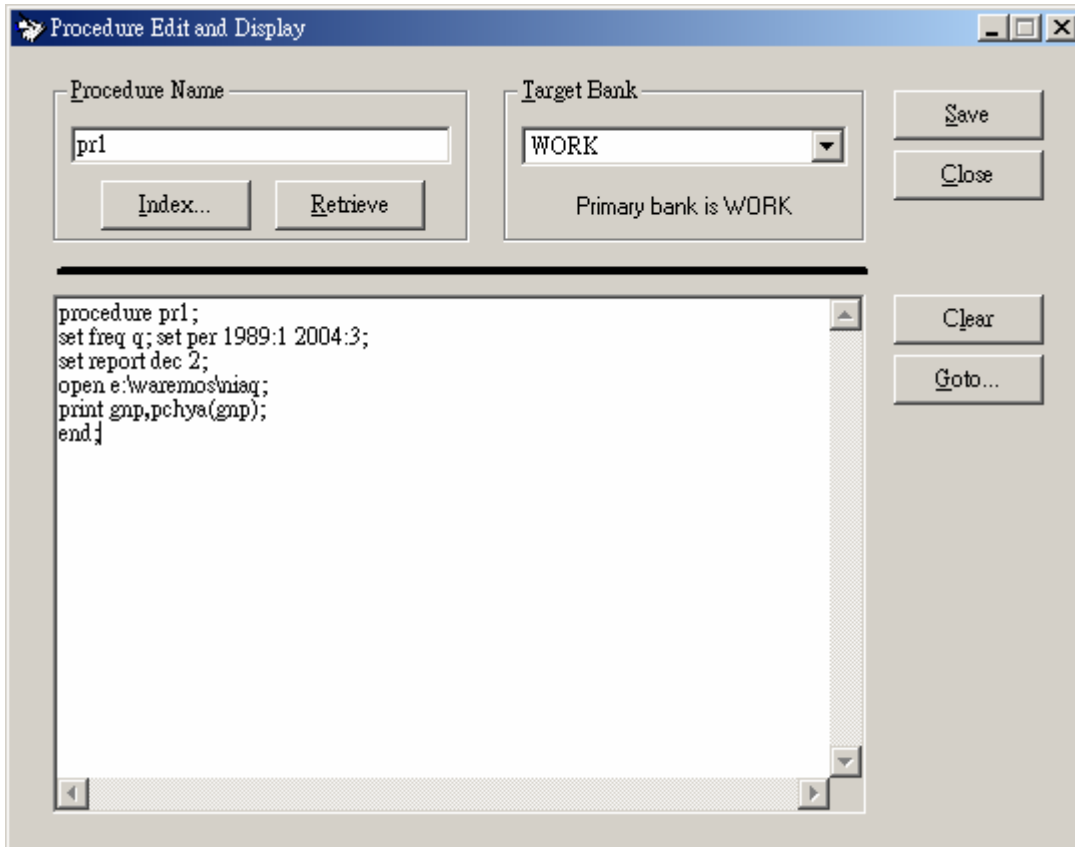 Procedure Edit and Display
Procedure Name
pr1
Index...
Retrieve
Target Bank
WORK
Primary bank is WORK
Save
Close
procedure pr1;
set freq q; set per 1989:1 2004:3;
set report dec 2;
open e:\waremos\niaq;
print gnp,pchya(gnp);
end;
Clear
Goto...